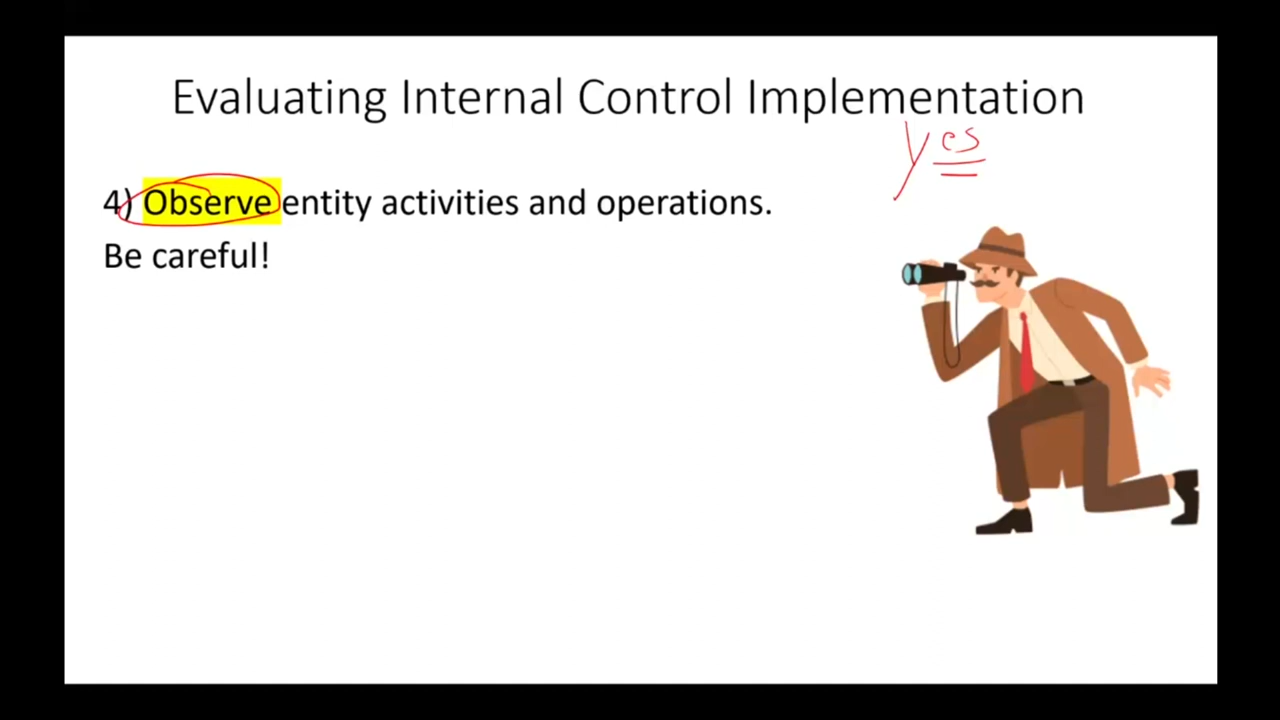 Evaluating Internal Control Implementation
yes
4) Observe entity activities and operations.
Be careful!